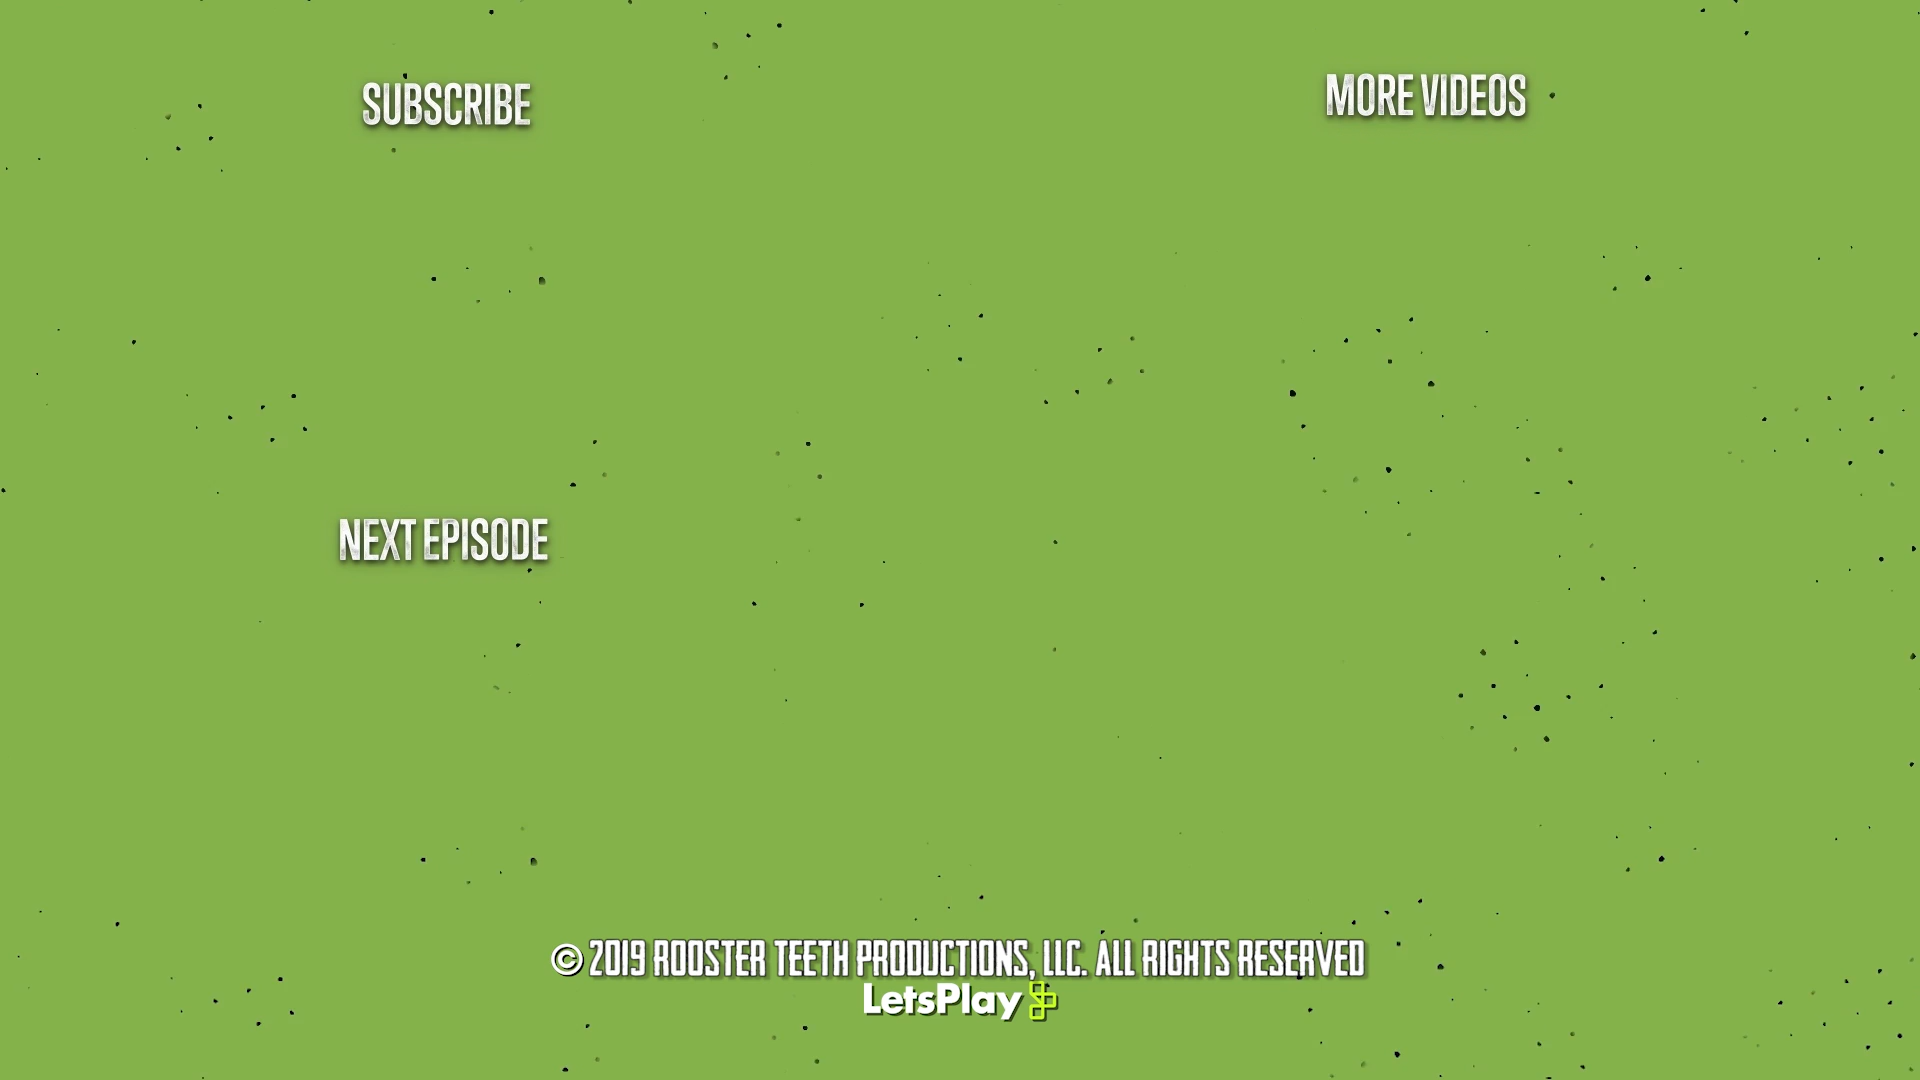 SUBSCRIBE
MORE VIDEOS
NEXT EPISODE
© 2019 ROOSTER TEETH PRODUCTIONS, LLC. ALL RIGHTS RESERVED
LetsPlay